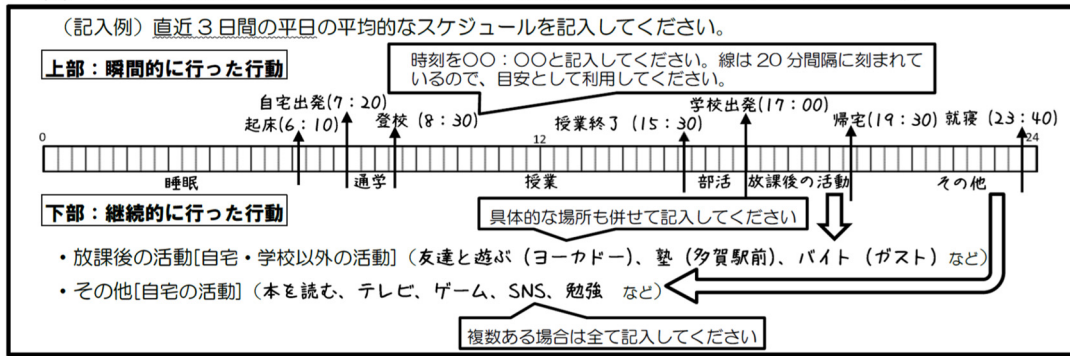 （記入例）直近３日間の平日の平均的なスケジュールを記入してください。
上部：瞬間的に行った行動
時刻を〇〇：〇〇と記入してください。線は20分間隔に刻まれて
いるので、目安として利用してください。
自宅出発(7：20)
学校出発(17：00)
起床(6：10)
登校 (8：30)
授業終了 (15：30)
帰宅(19：30)
就寝 (23：40)
0
12
24
睡眠
通学
授業
部活
放課後の活動
その他
下部：継続的に行った行動
具体的な場所も併せて記入してください
・放課後の活動[自宅・学校以外の活動]（友達と遊ぶ（ヨーカドー）、塾（多賀駅前）、バイト（ガスト）など）
・その他[自宅の活動]（本を読む、テレビ、ゲーム、SNS、勉強 など）
複数ある場合は全て記入してください